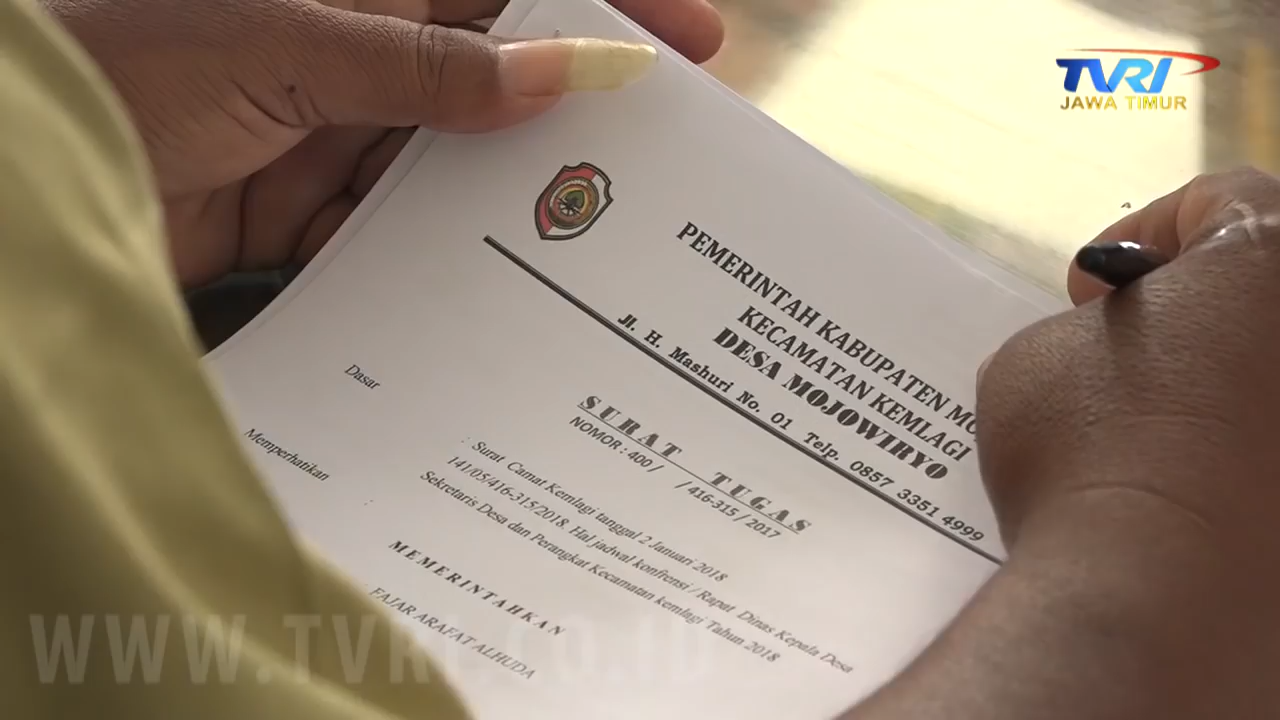 TVRI
JAWA TIMUR
PEMERINTAH KABUPATEN
KECAMATAN KEMLAGI
DESA MOJOWIRYO
Jl. H. Mashuri No. 01 Telp. 0857 3351 4999
SURAT TUGAS
NOMOR : 400 / / 416-315 / 2017
Dasar : Surat Camat Kemlagi tanggal 2 Januari 2018
141/05/416-315/2018. Hal jadwal konfrensi / Rapat Dinas Kepala Desa
Sekretaris Desa dan Perangkat Kecamatan kemlagi Tahun 2018
Memperhatikan :
MEMERINTAHKAN
: FAJAR ARAFAT ALHUDA
WWW.TVRI.CO.ID